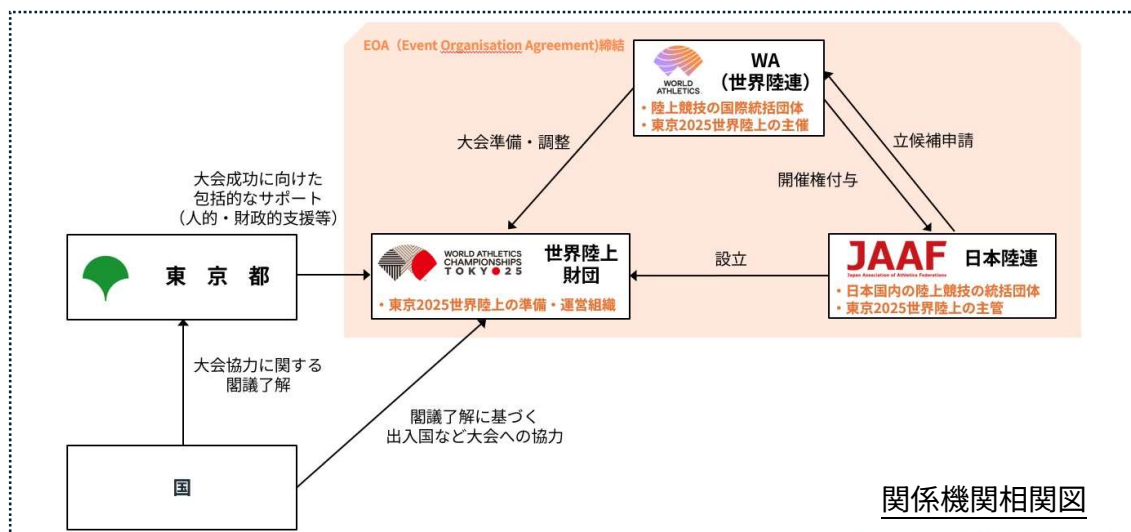 EOA（Event Organisation Agreement)締結
WORLD
ATHLETICS
WA
（世界陸連）
・陸上競技の国際統括団体
・東京2025世界陸上の主催
大会準備・調整
立候補申請
開催権付与
大会成功に向けた
包括的なサポート
（人的・財政的支援等）
東 京 都
WORLD ATHLETICS
CHAMPIONSHIPS
TOKYO25
世界陸上
財団
・東京2025世界陸上の準備・運営組織
設立
JAAF
Japan Association of Athletics Federations
日本陸連
・日本国内の陸上競技の統括団体
・東京2025世界陸上の主管
大会協力に関する
閣議了解
閣議了解に基づく
出入国など大会への協力
国
関係機関相関図